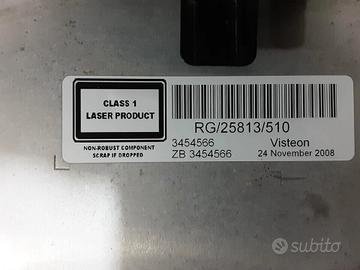 CLASS 1
LASER PRODUCT
NON-ROBUST COMPONENT
SCRAP IF DROPPED
RG/25813/510
3454566 Visteon
ZB 3454566 24 November 2008
subito